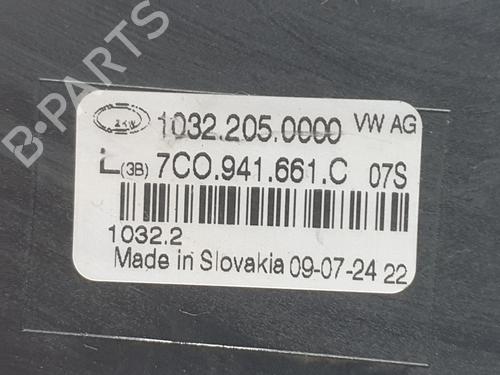 B-PARTS
ZKW 1032.205.0000 VW AG
L (3B) 7C0.941.661.C 07S
1032.2
Made in Slovakia 09-07-24 22